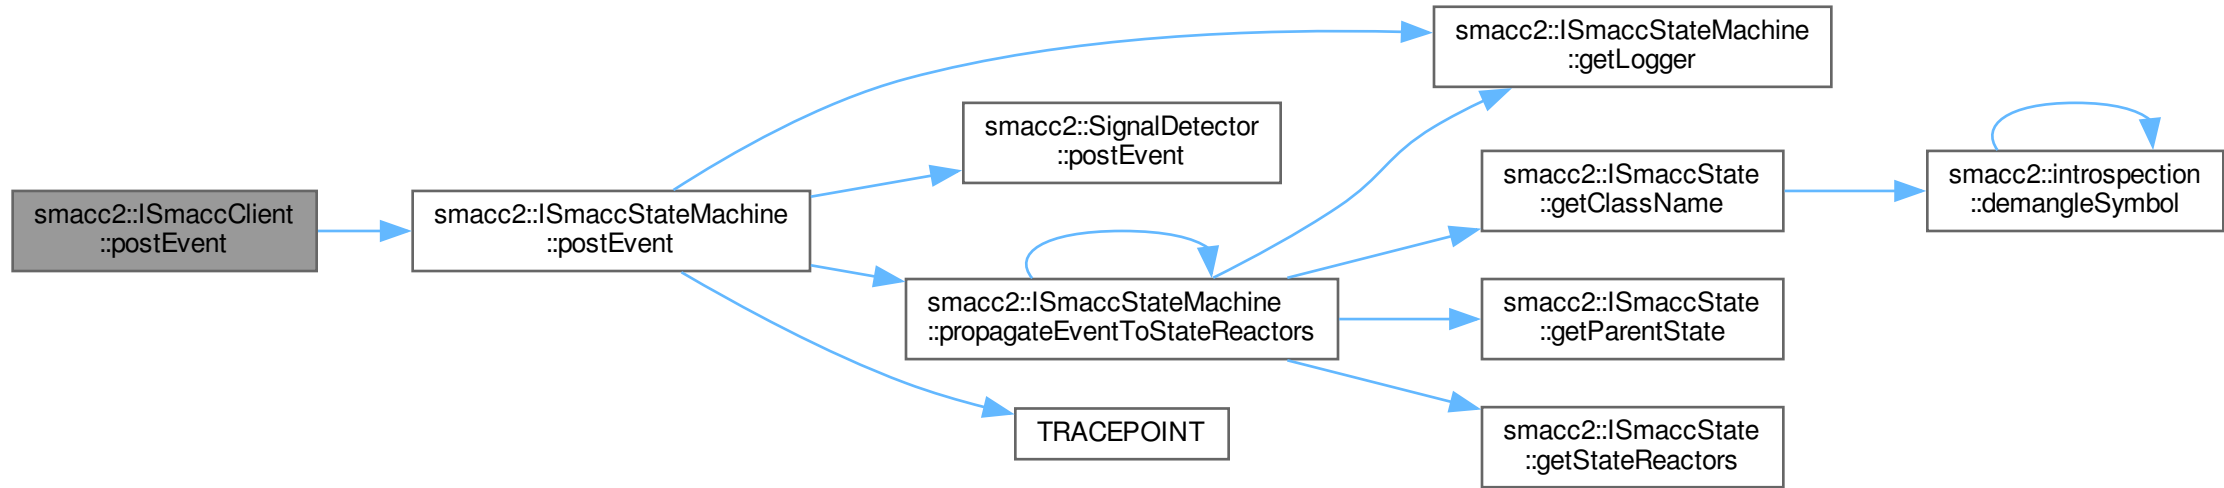 smacc2::ISmaccClient
::postEvent
smacc2::ISmaccStateMachine
::postEvent
smacc2::ISmaccStateMachine
::getLogger
smacc2::SignalDetector
::postEvent
smacc2::ISmaccStateMachine
::propagateEventToStateReactors
TRACEPOINT
smacc2::ISmaccState
::getClassName
smacc2::introspection
::demangleSymbol
smacc2::ISmaccState
::getParentState
smacc2::ISmaccState
::getStateReactors